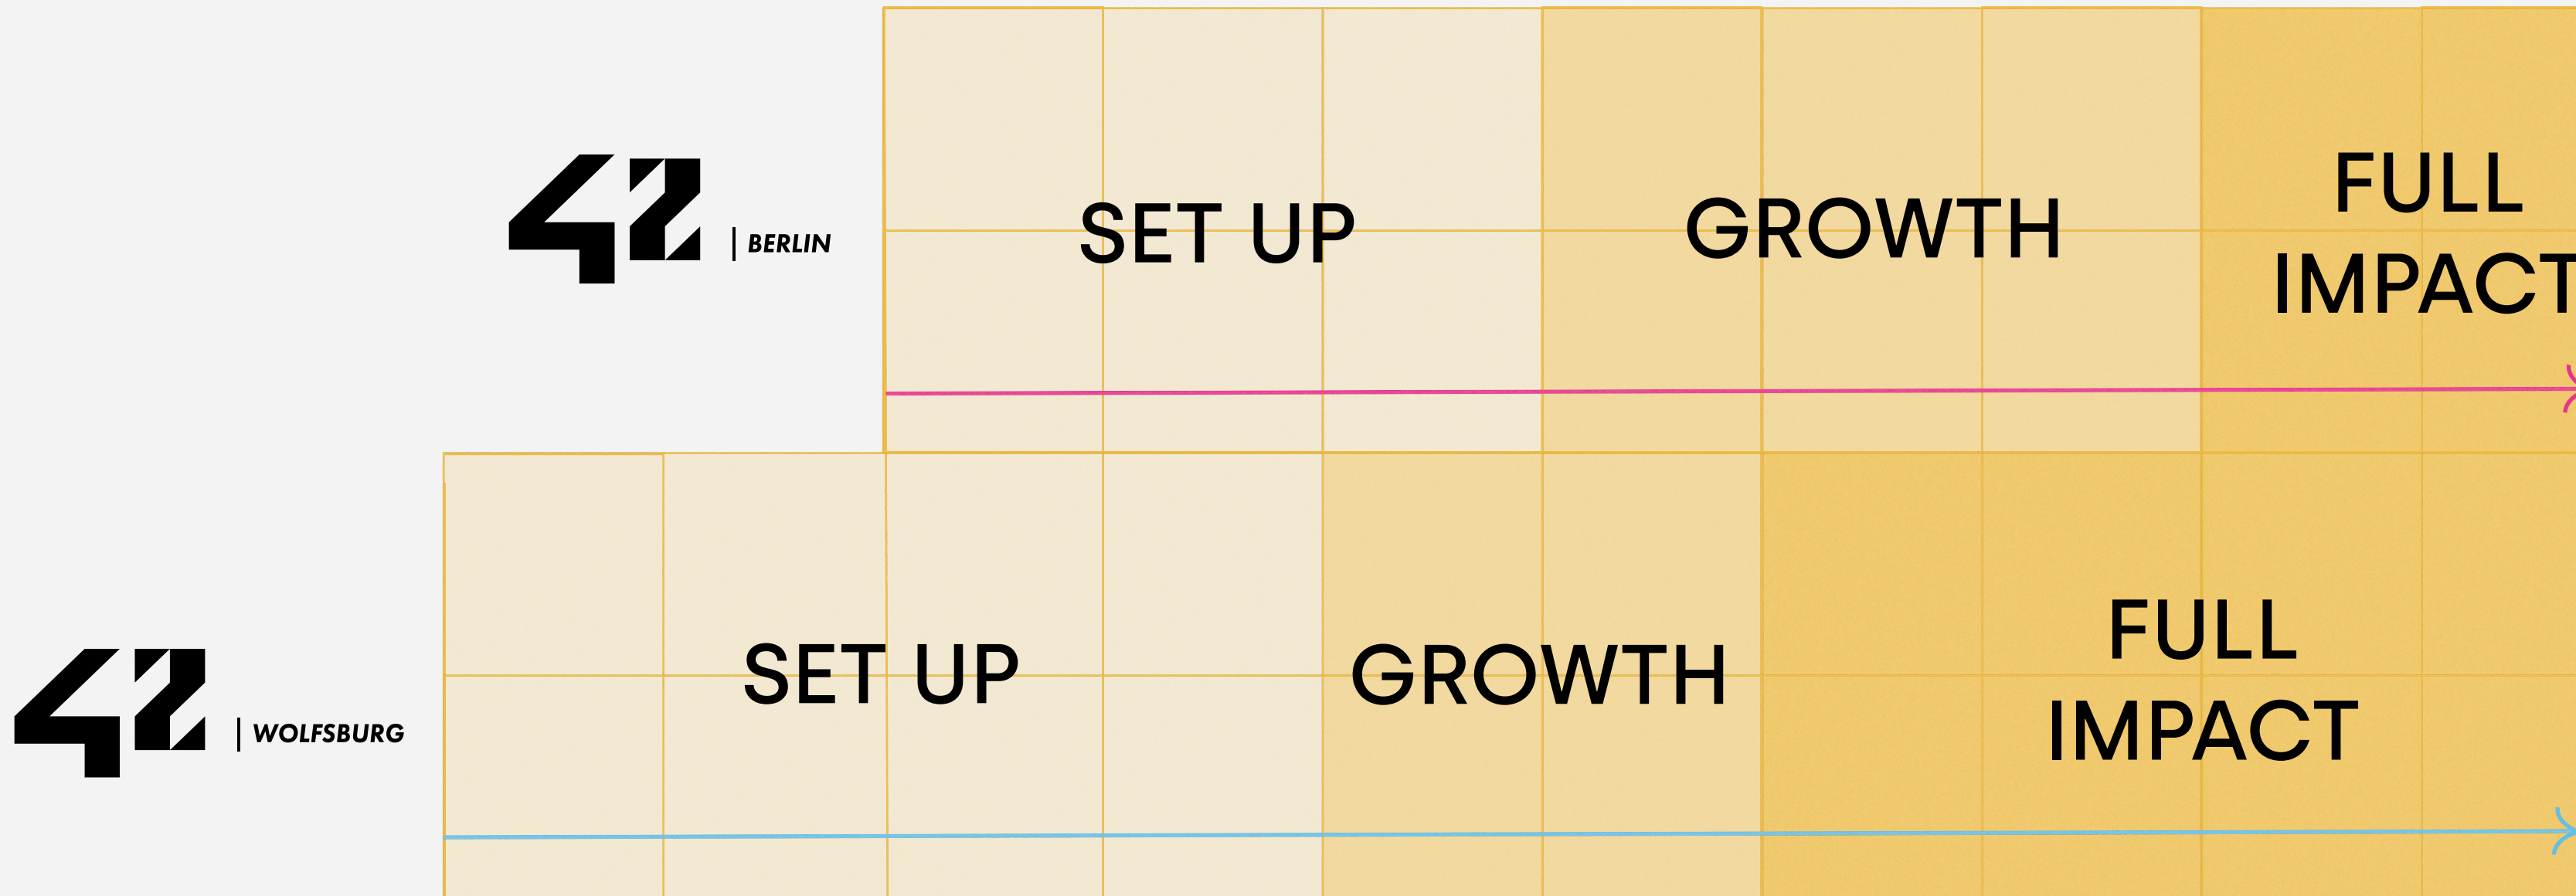 42 | BERLIN
SET UP
GROWTH
FULL
IMPACT
42 | WOLFSBURG
SET UP
GROWTH
FULL
IMPACT